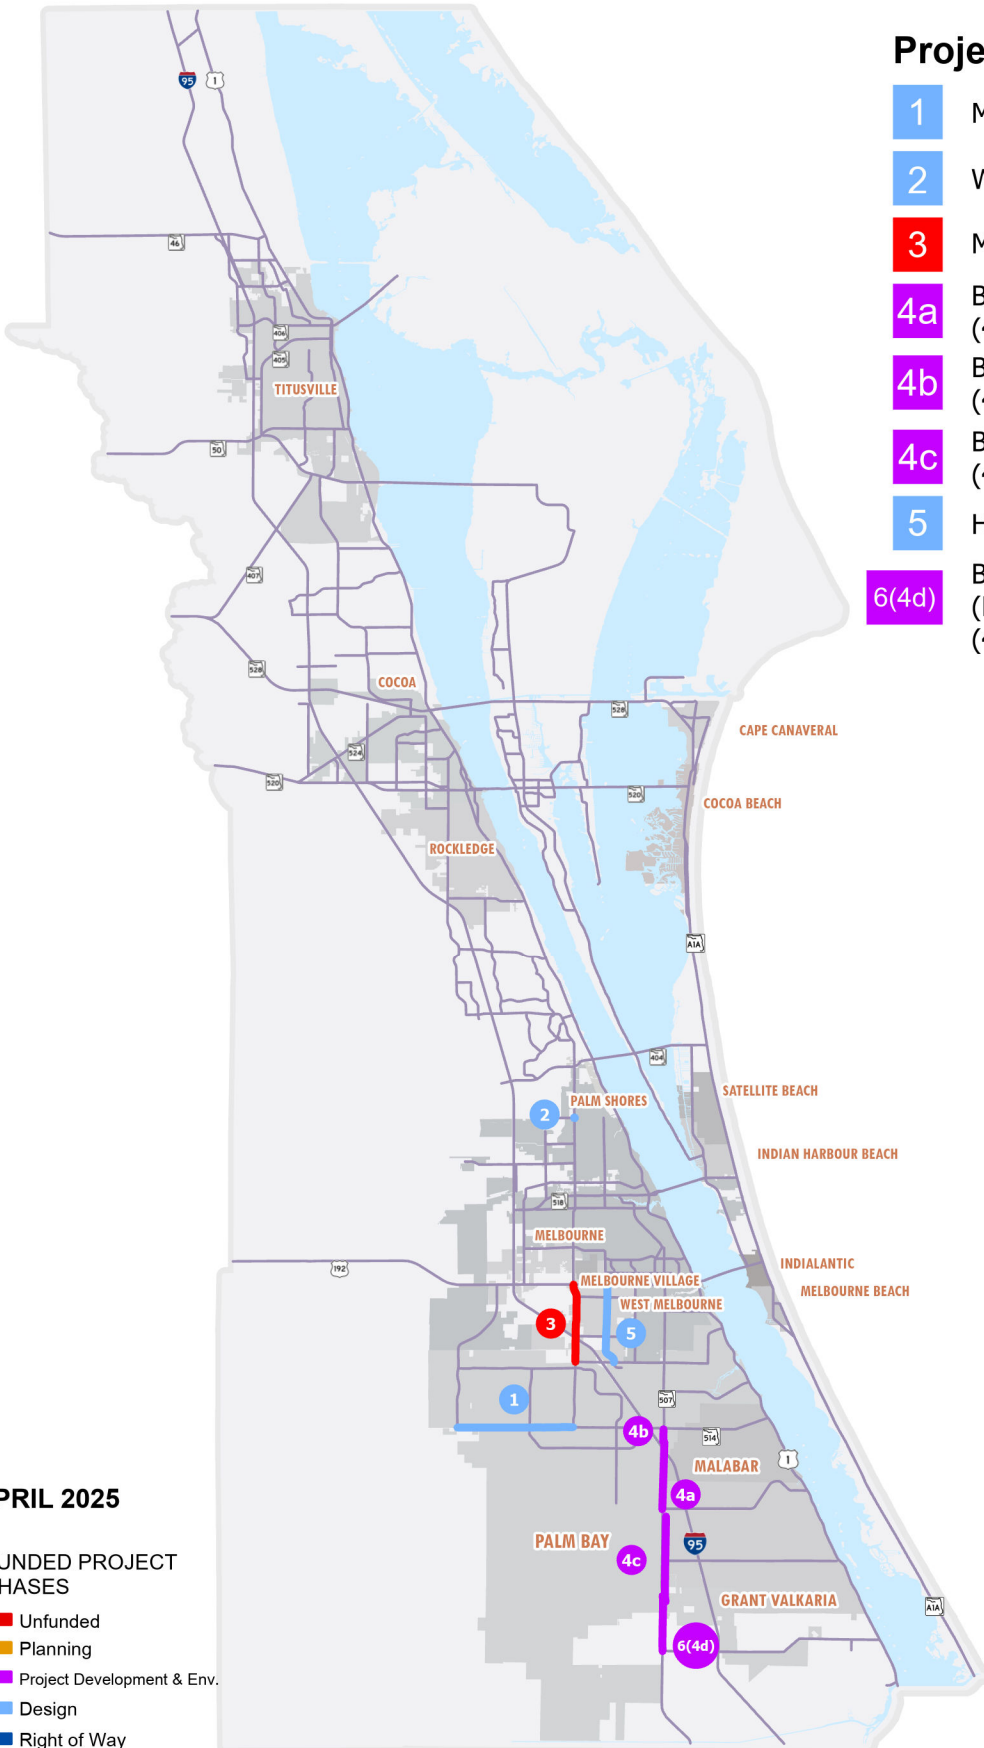 95
1
46
406
405
TITUSVILLE
50
407
528
COCOA
528
CAPE CANAVERAL
524
520
520
COCOA BEACH
ROCKLEDGE
A1A
404
SATELLITE BEACH
PALM SHORES
2
INDIAN HARBOUR BEACH
518
MELBOURNE
192
INDIALANTIC
MELBOURNE VILLAGE
MELBOURNE BEACH
WEST MELBOURNE
3
5
1
507
4b
514
1
MALABAR
4a
PALM BAY
95
4c
GRANT VALKARIA
A1A
6(4d)
Proje
1 M
2 W
3 M
4a B
(4
4b B
(4
4c B
(4
5 H
6(4d) B
(
(4
PRIL 2025
UNDED PROJECT
HASES
Unfunded
Planning
Project Development & Env.
Design
Right of Way